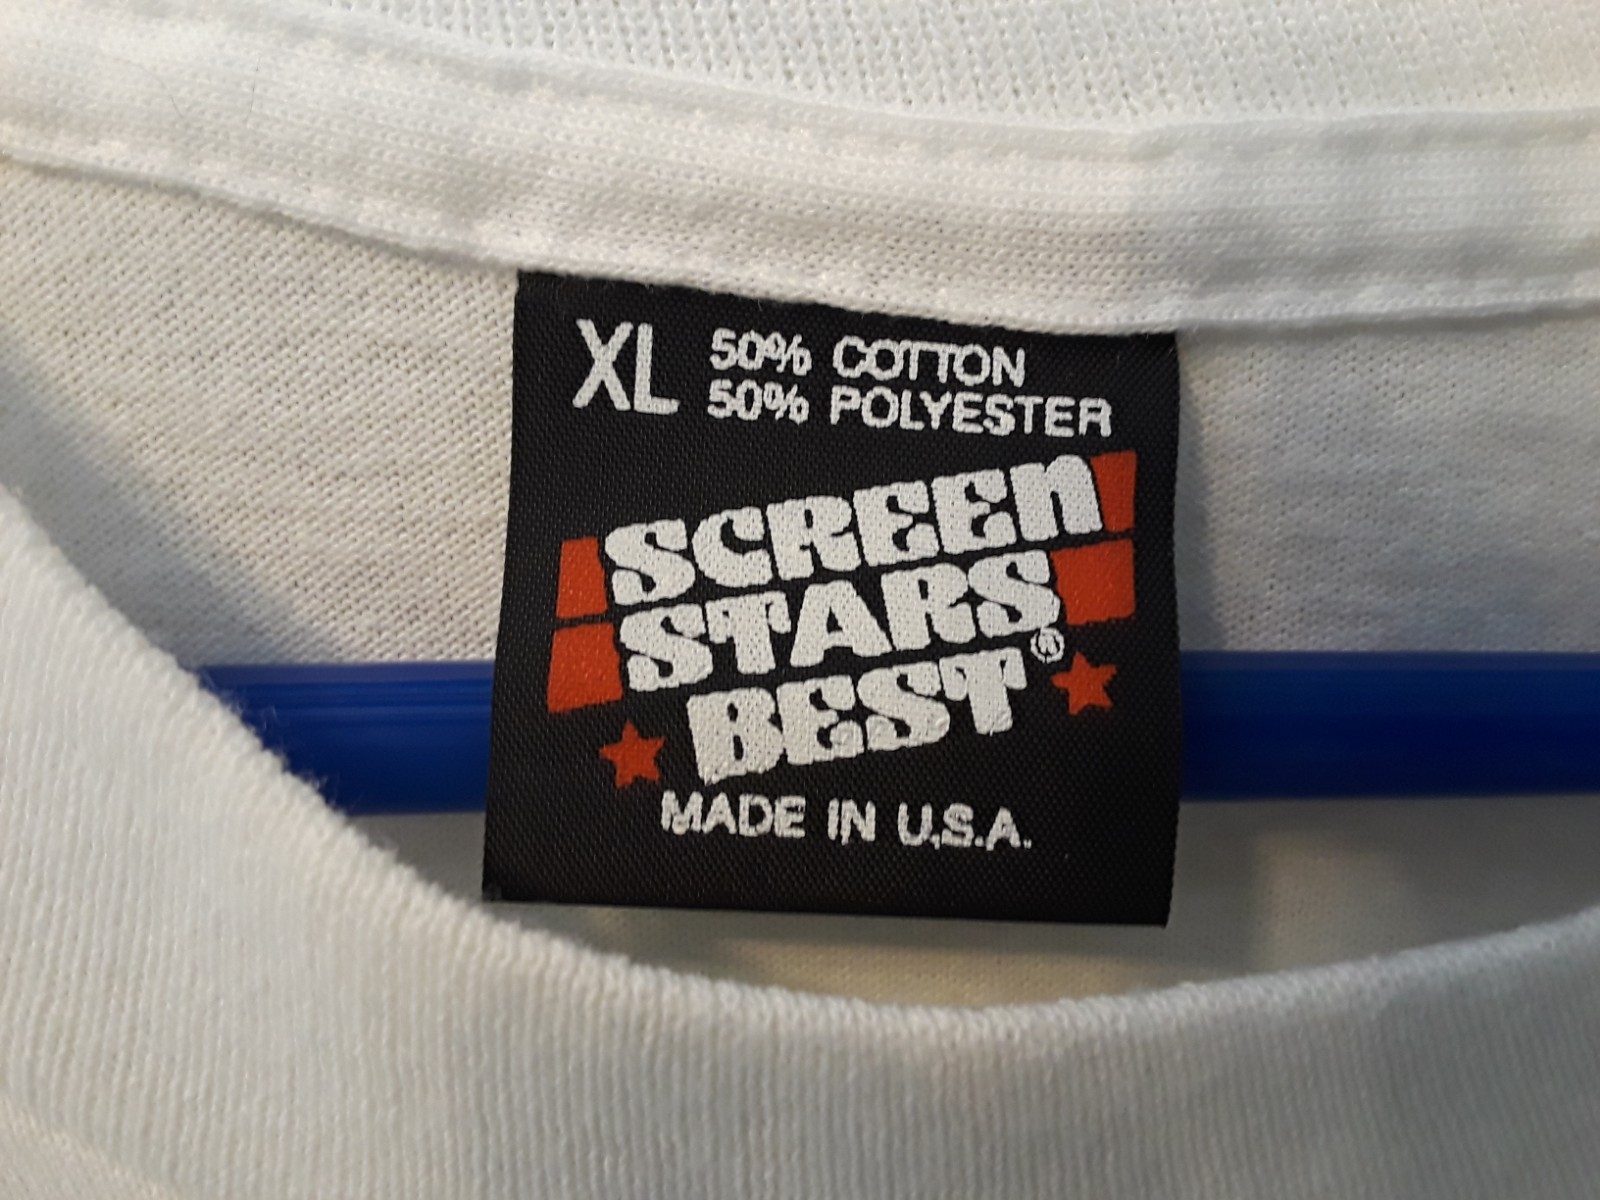 XL 50% COTTON
50% POLYESTER
SCREEN
STARS
BEST®
MADE IN U.S.A.